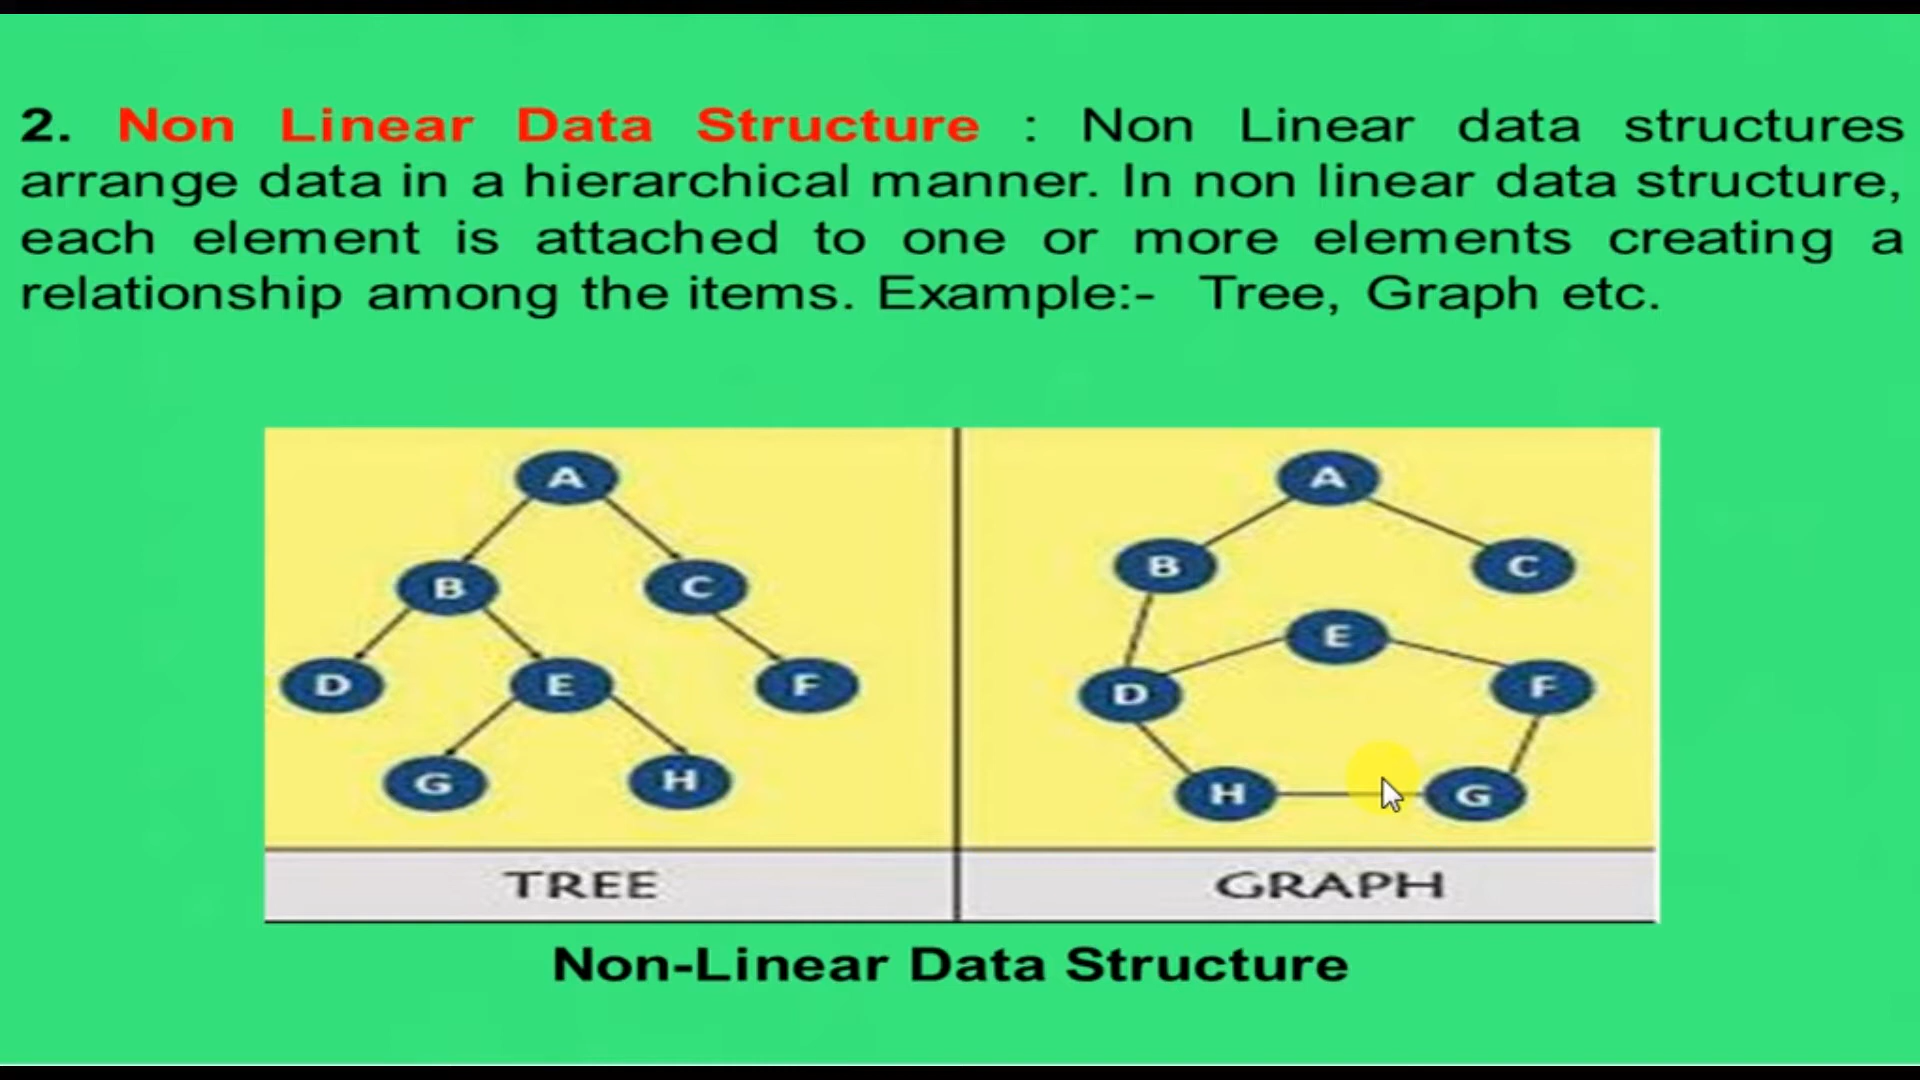 2. Non Linear Data Structure : Non Linear data structures
arrange data in a hierarchical manner. In non linear data structure,
each element is attached to one or more elements creating a
relationship among the items. Example:- Tree, Graph etc.
A
B
C
D
E
F
G
H
TREE
A
B
C
E
D
F
H
G
GRAPH
Non-Linear Data Structure